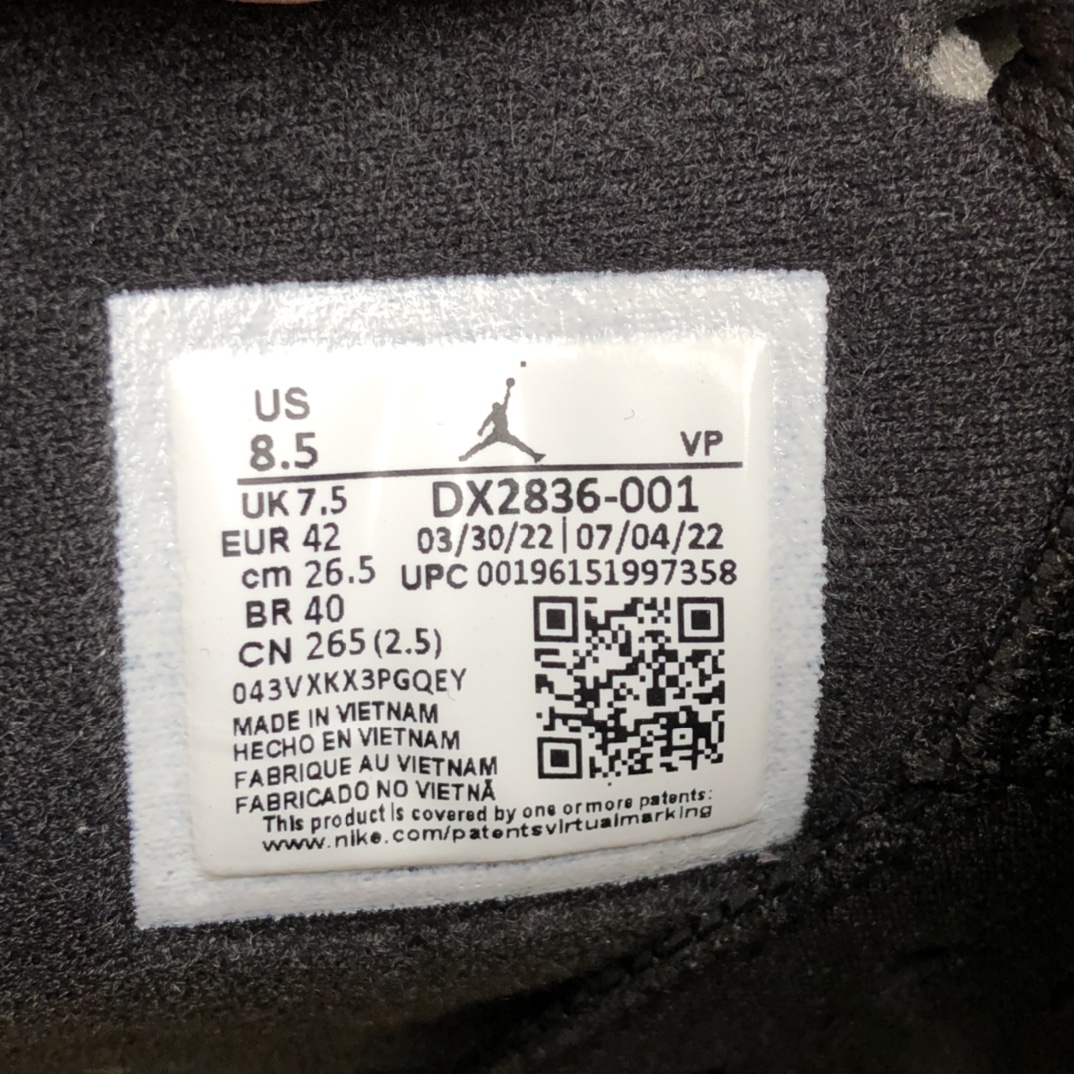 US
8.5
VP
UK 7.5
DX2836-001
EUR 42
03/30/22|07/04/22
cm 26.5
UPC 00196151997358
BR 40
CN 265 (2.5)
043VXKX3PGQEY
MADE IN VIETNAM
HECHO EN VIETNAM
FABRIQUE AU VIETNAM
FABRICADO NO VIETNÃ
This product is covered by one or more patents:
www.nike.com/patentsvirtualmarking